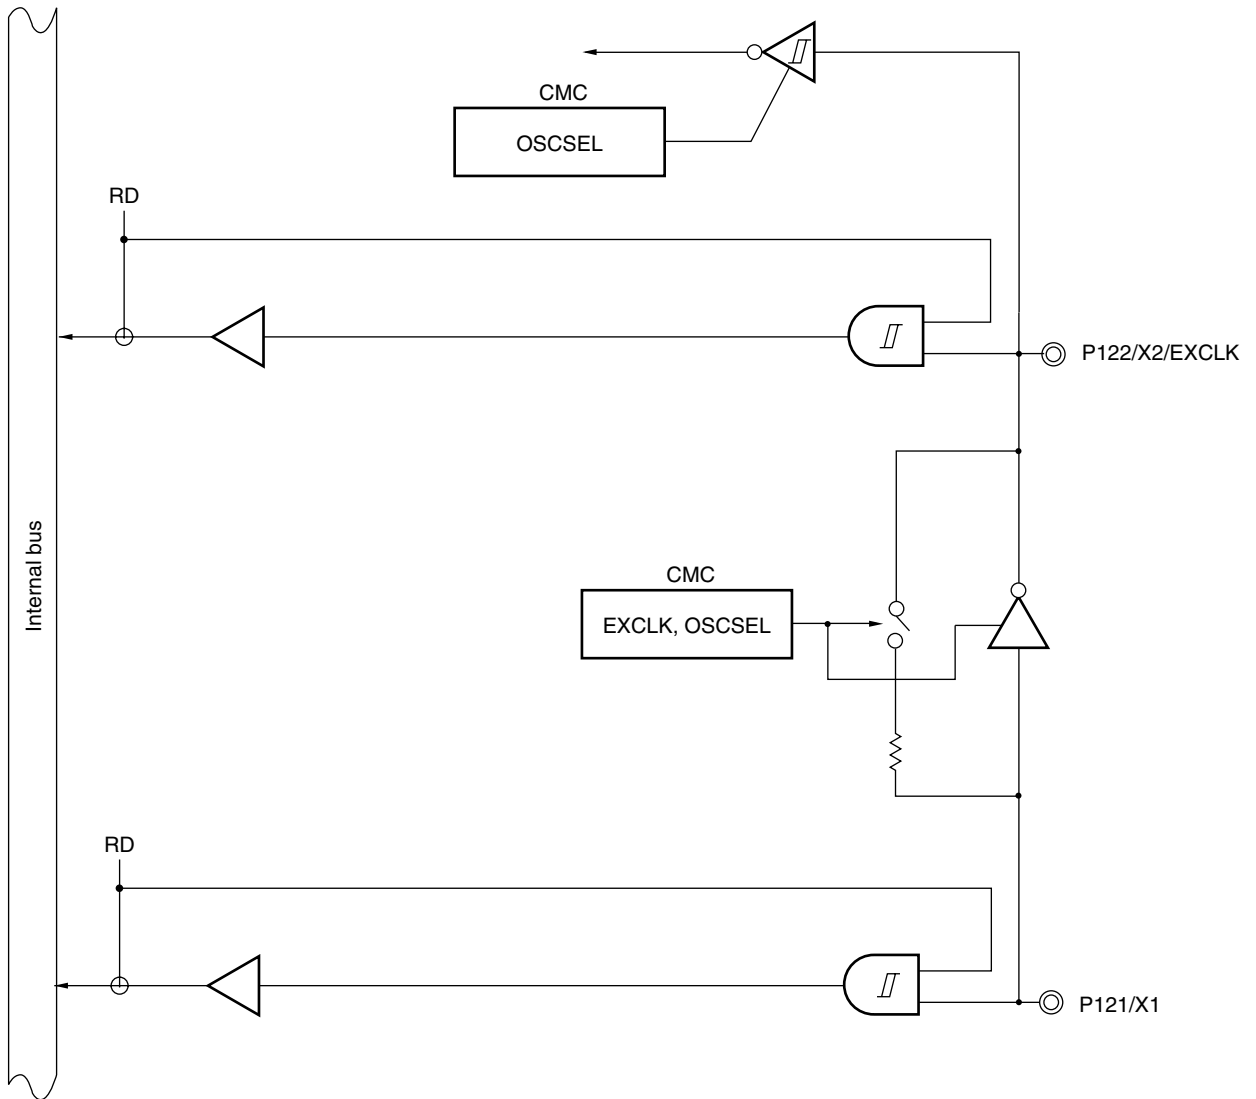 CMC
OSCSEL
RD
P122/X2/EXCLK
Internal bus
CMC
EXCLK, OSCSEL
RD
P121/X1